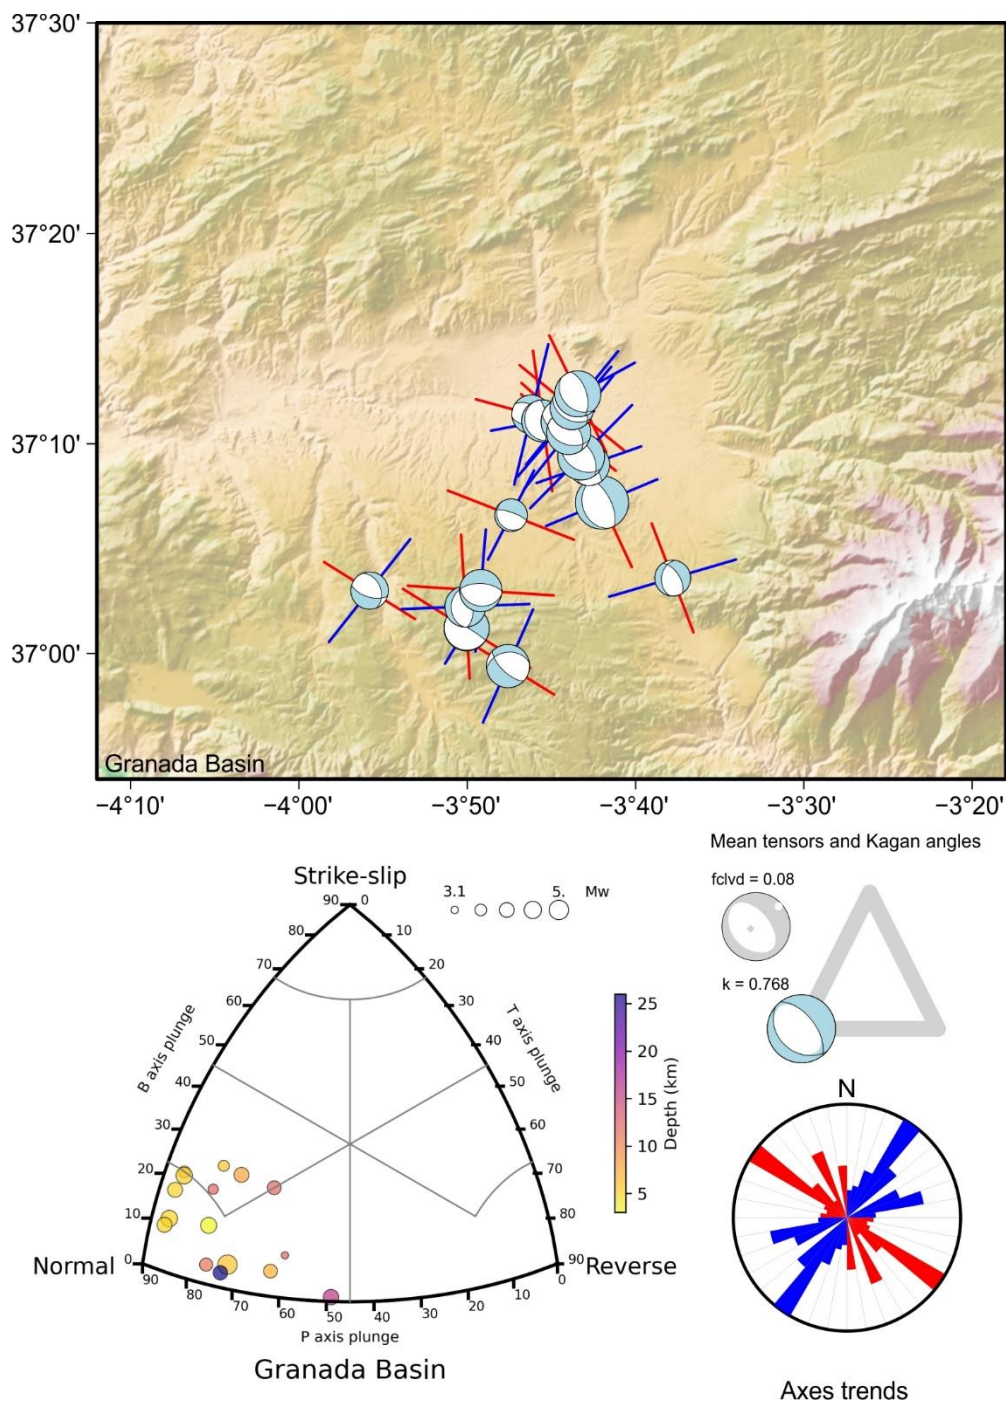 37°30'
37°20'
37°10'
37°00'
Granada Basin
−4°10' −4°00' −3°50' −3°40' −3°30' −3°20'
Mean tensors and Kagan angles
fclvd = 0.08
k = 0.768
Strike-slip
3.1 5. Mw
90 0
80 10
70 20
60 30
50 40
40 50
30 60
20 70
10 80
0 90
B axis plunge
T axis plunge
Normal
Reverse
90 80 70 60 50 40 30 20 10 0
P axis plunge
Granada Basin
25
20
15
10
5
Depth (km)
N
Axes trends